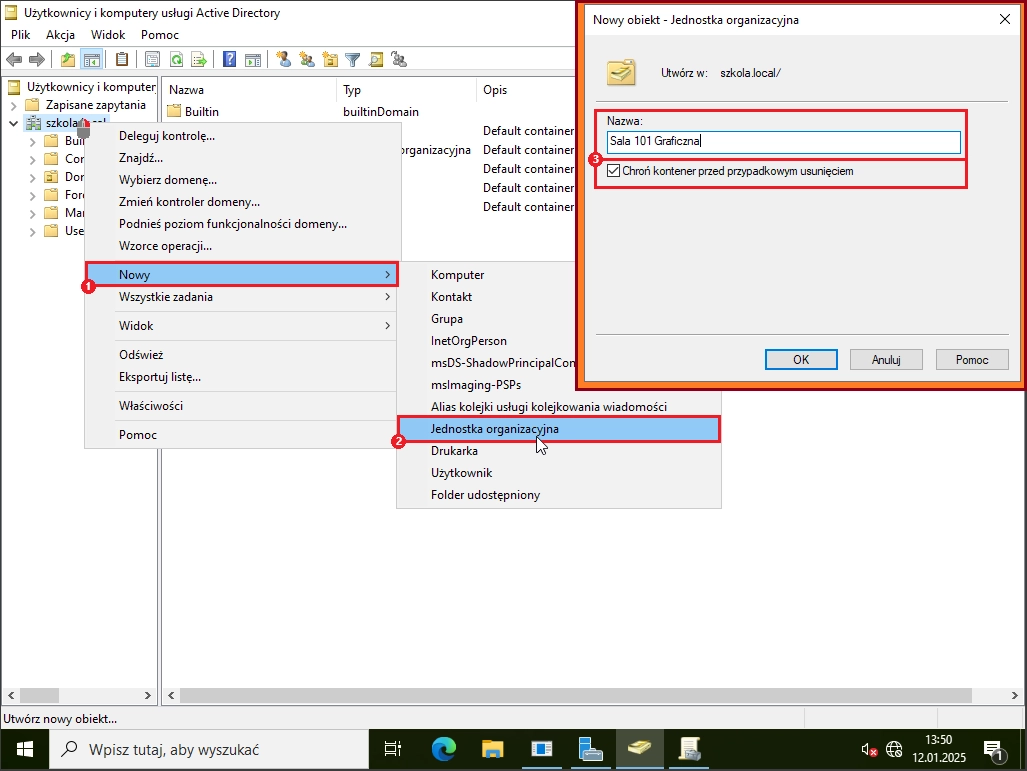 Użytkownicy i komputery usługi Active Directory
Plik Akcja Widok Pomoc
Użytkownicy i komputer
Zapisane zapytania
Nazwa Typ Opis
Builtin builtinDomain
Default container
organizacyjna Default container
Default container
Default container
Default container
Bui
Cor
Dor
For
Mar
Use
Deleguj kontrolę...
Znajdź...
Wybierz domenę...
Zmień kontroler domeny...
Podnieś poziom funkcjonalności domeny...
Wzorce operacji...
Nowy
1
Wszystkie zadania
Widok
Odśwież
Eksportuj listę...
Właściwości
Pomoc
Komputer
Kontakt
Grupa
InetOrgPerson
msDS-ShadowPrincipalCon
msImaging-PSPs
Alias kolejki usługi kolejkowania wiadomości
Jednostka organizacyjna
2
Drukarka
Użytkownik
Folder udostępniony
Nowy obiekt - Jednostka organizacyjna
Utwórz w: szkola.local/
Nazwa:
Sala 101 Graficzna
3
Chroń kontener przed przypadkowym usunięciem
OK Anuluj Pomoc
Utwórz nowy obiekt...
Wpisz tutaj, aby wyszukać
13:50
12.01.2025
1